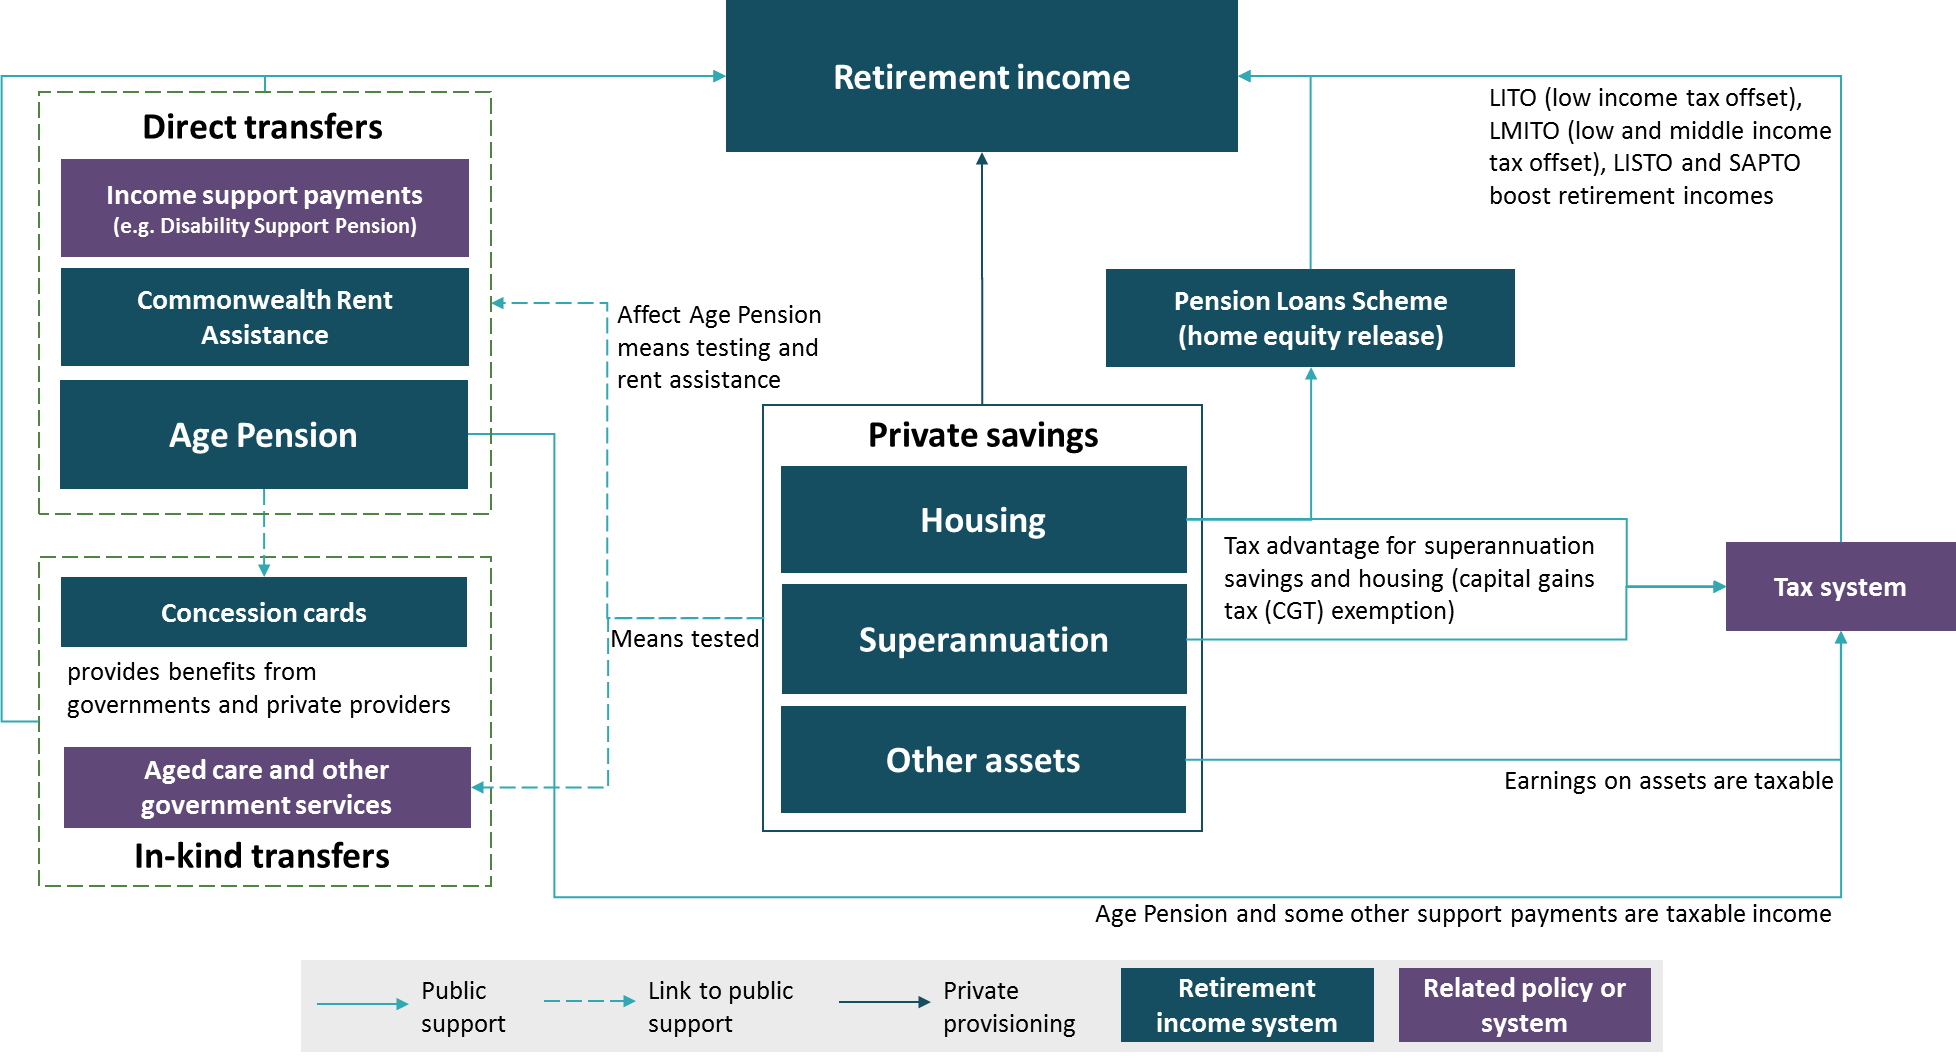 Retirement income
Direct transfers
Income support payments
(e.g. Disability Support Pension)
Commonwealth Rent
Assistance
Age Pension
Concession cards
provides benefits from
governments and private providers
Aged care and other
government services
In-kind transfers
Affect Age Pension
means testing and
rent assistance
Means tested
Private savings
Housing
Superannuation
Other assets
LITO (low income tax offset),
LMITO (low and middle income
tax offset), LISTO and SAPTO
boost retirement incomes
Pension Loans Scheme
(home equity release)
Tax advantage for superannuation
savings and housing (capital gains
tax (CGT) exemption)
Tax system
Earnings on assets are taxable
Age Pension and some other support payments are taxable income
Public
support
Link to public
support
Private
provisioning
Retirement
income system
Related policy or
system